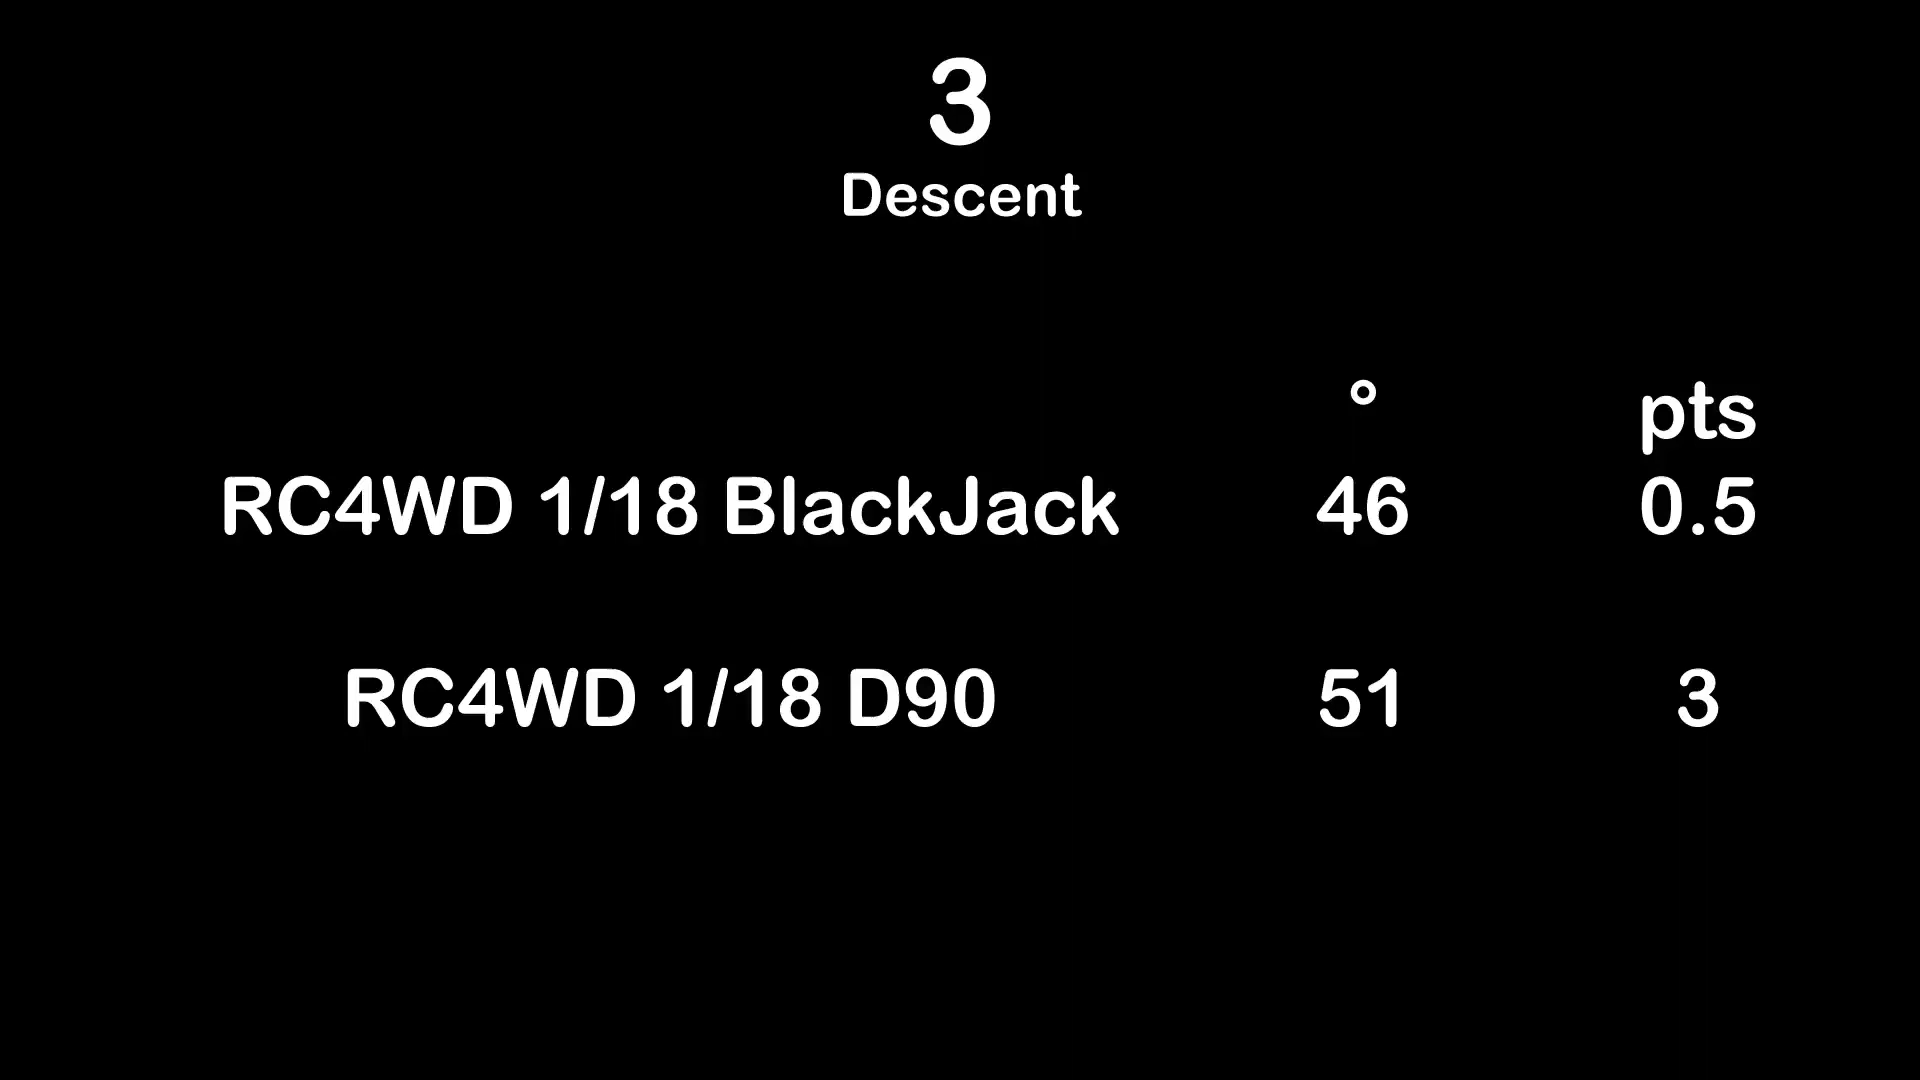 3
Descent
° pts
RC4WD 1/18 BlackJack 46 0.5
RC4WD 1/18 D90 51 3